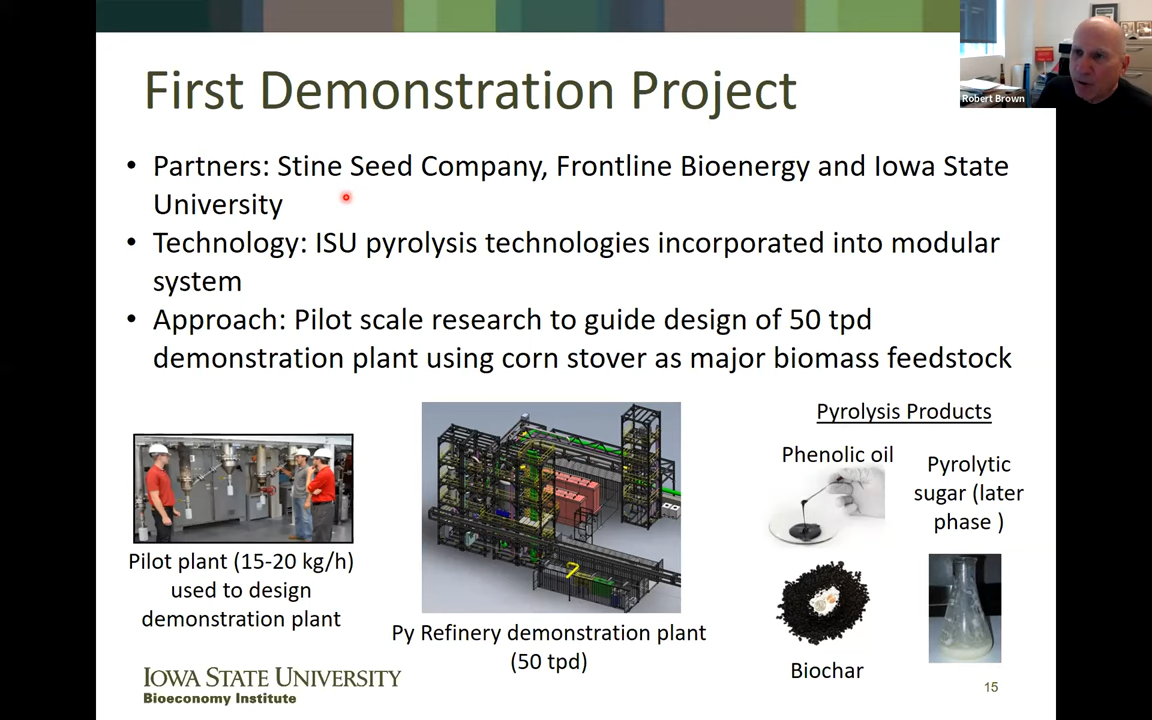 First Demonstration Project
Robert Brown
• Partners: Stine Seed Company, Frontline Bioenergy and Iowa State
University
• Technology: ISU pyrolysis technologies incorporated into modular
system
• Approach: Pilot scale research to guide design of 50 tpd
demonstration plant using corn stover as major biomass feedstock
Pilot plant (15-20 kg/h)
used to design
demonstration plant
Py Refinery demonstration plant
(50 tpd)
Pyrolysis Products
Phenolic oil
Pyrolytic
sugar (later
phase )
Biochar
IOWA STATE UNIVERSITY
Bioeconomy Institute
15